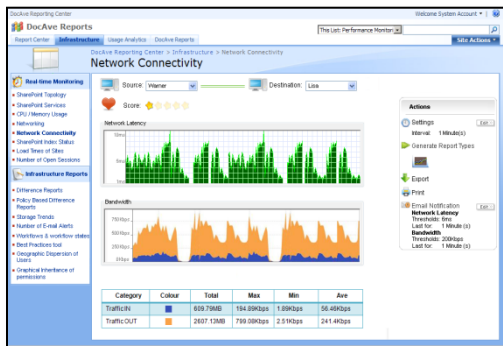 DocAve Reporting Center
Welcome System Account
DocAve Reports
This List: Performance Monitor
Report Center
Infrastructure
Usage Analytics
DocAve Reports
Site Actions
DocAve Reporting Center > Infrastructure > Network Connectivity
Network Connectivity
Real-time Monitoring
SharePoint Topology
SharePoint Services
CPU / Memory Usage
Networking
Network Connectivity
SharePoint Index Status
Load Times of Sites
Number of Open Sessions
Infrastructure Reports
Difference Reports
Policy Based Difference
Reports
Storage Trends
Number of E-mail Alerts
Workflows & workflow states
Best Practices tool
Geographic Dispersion of
Users
Graphical Inheritance of
permissions
Source: Warner
Destination: Lisa
Score:
Network Latency
Bandwidth
0Kbps
Category Colour Total Max Min Ave
Traffic IN 609.79MB 194.89Kbps 1.89Kbps 56.46Kbps
Traffic OUT 2607.13MB 799.08Kbps 2.51Kbps 241.4Kbps
Actions
Settings
Edit
Interval: 1 Minute(s)
Generate Report Types
Export
Print
Email Notification
Edit
Network Latency
Thresholds: 6ms
Last for: 1 Minute (s)
Bandwidth
Thresholds: 200kbps
Last for: 1 Minute (s)